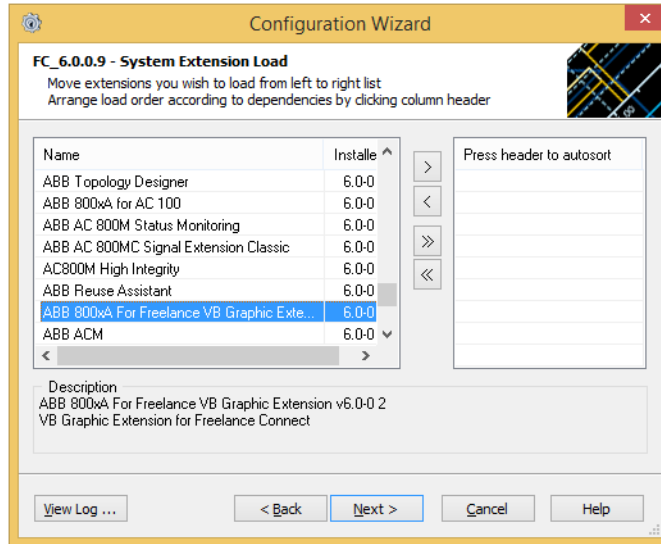 Configuration Wizard
FC_6.0.0.9 - System Extension Load
Move extensions you wish to load from left to right list
Arrange load order according to dependencies by clicking column header
Name Installe
ABB Topology Designer 6.0-0
ABB 800xA for AC 100 6.0-0
ABB AC 800M Status Monitoring 6.0-0
ABB AC 800MC Signal Extension Classic 6.0-0
AC800M High Integrity 6.0-0
ABB Reuse Assistant 6.0-0
ABB 800xA For Freelance VB Graphic Exte... 6.0-0
ABB ACM 6.0-0
Press header to autosort
Description
ABB 800xA For Freelance VB Graphic Extension v6.0-0 2
VB Graphic Extension for Freelance Connect
View Log ... < Back Next > Cancel Help